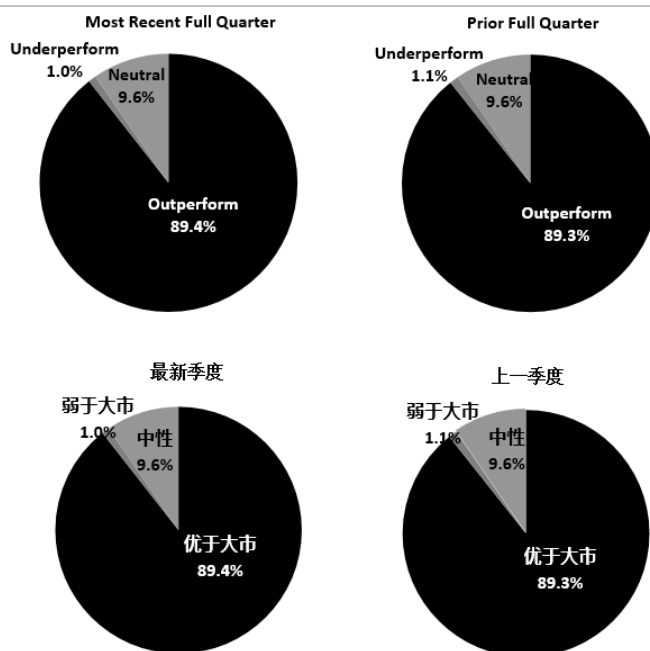 Most Recent Full Quarter
Underperform
1.0%
Neutral
9.6%
Outperform
89.4%
Prior Full Quarter
Underperform
1.1%
Neutral
9.6%
Outperform
89.3%
最新季度
弱于大市
1.0%
中性
9.6%
优于大市
89.4%
上一季度
弱于大市
1.1%
中性
9.6%
优于大市
89.3%